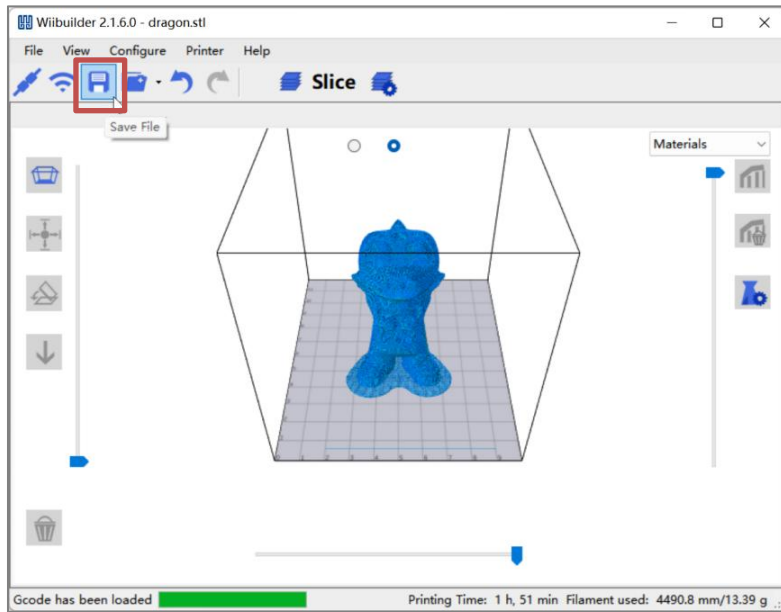 Wiibuilder 2.1.6.0 - dragon.stl
File View Configure Printer Help
Slice
Save File
Materials
Gcode has been loaded
Printing Time: 1 h, 51 min Filament used: 4490.8 mm/13.39 g